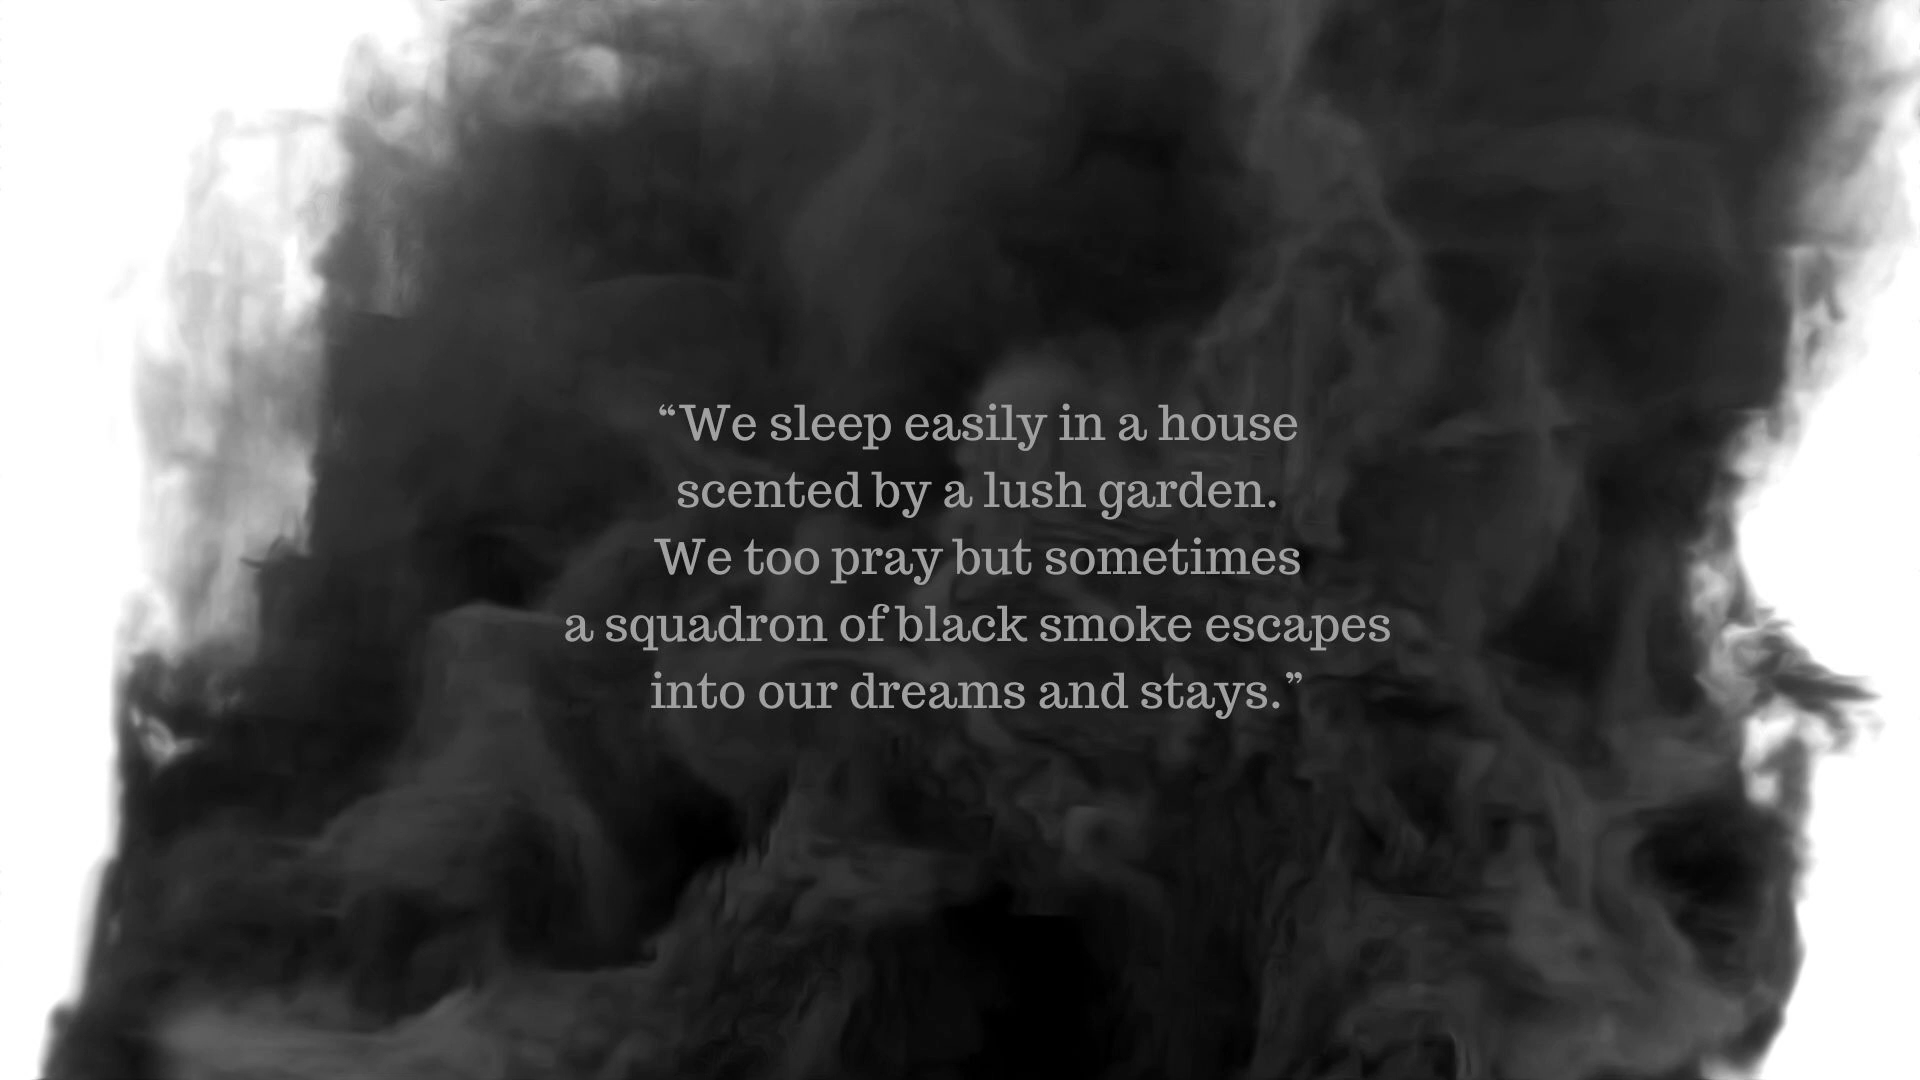 “We sleep easily in a house
scented by a lush garden.
We too pray but sometimes
a squadron of black smoke escapes
into our dreams and stays.”